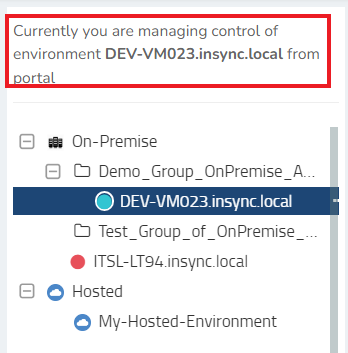 Currently you are managing control of
environment DEV-VM023.insync.local from
portal
On-Premise
Demo_Group_OnPremise_A...
DEV-VM023.insync.local
Test_Group_of_OnPremise_...
ITSL-LT94.insync.local
Hosted
My-Hosted-Environment